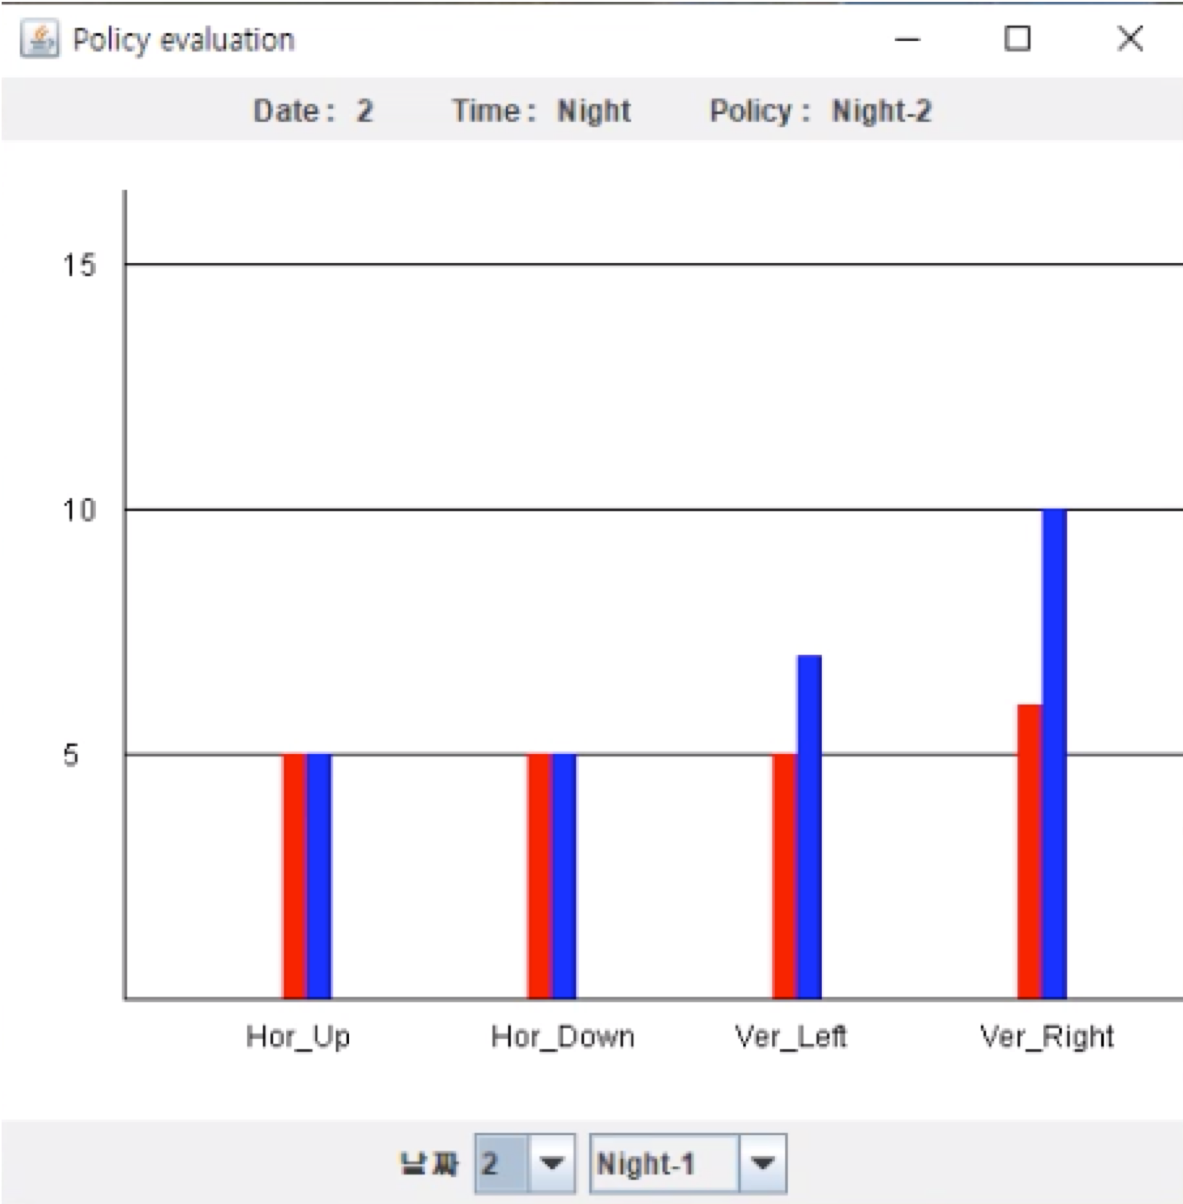 Policy evaluation
Date : 2 Time : Night Policy : Night-2
15
10
5
Hor_Up Hor_Down Ver_Left Ver_Right
날짜 2 Night-1